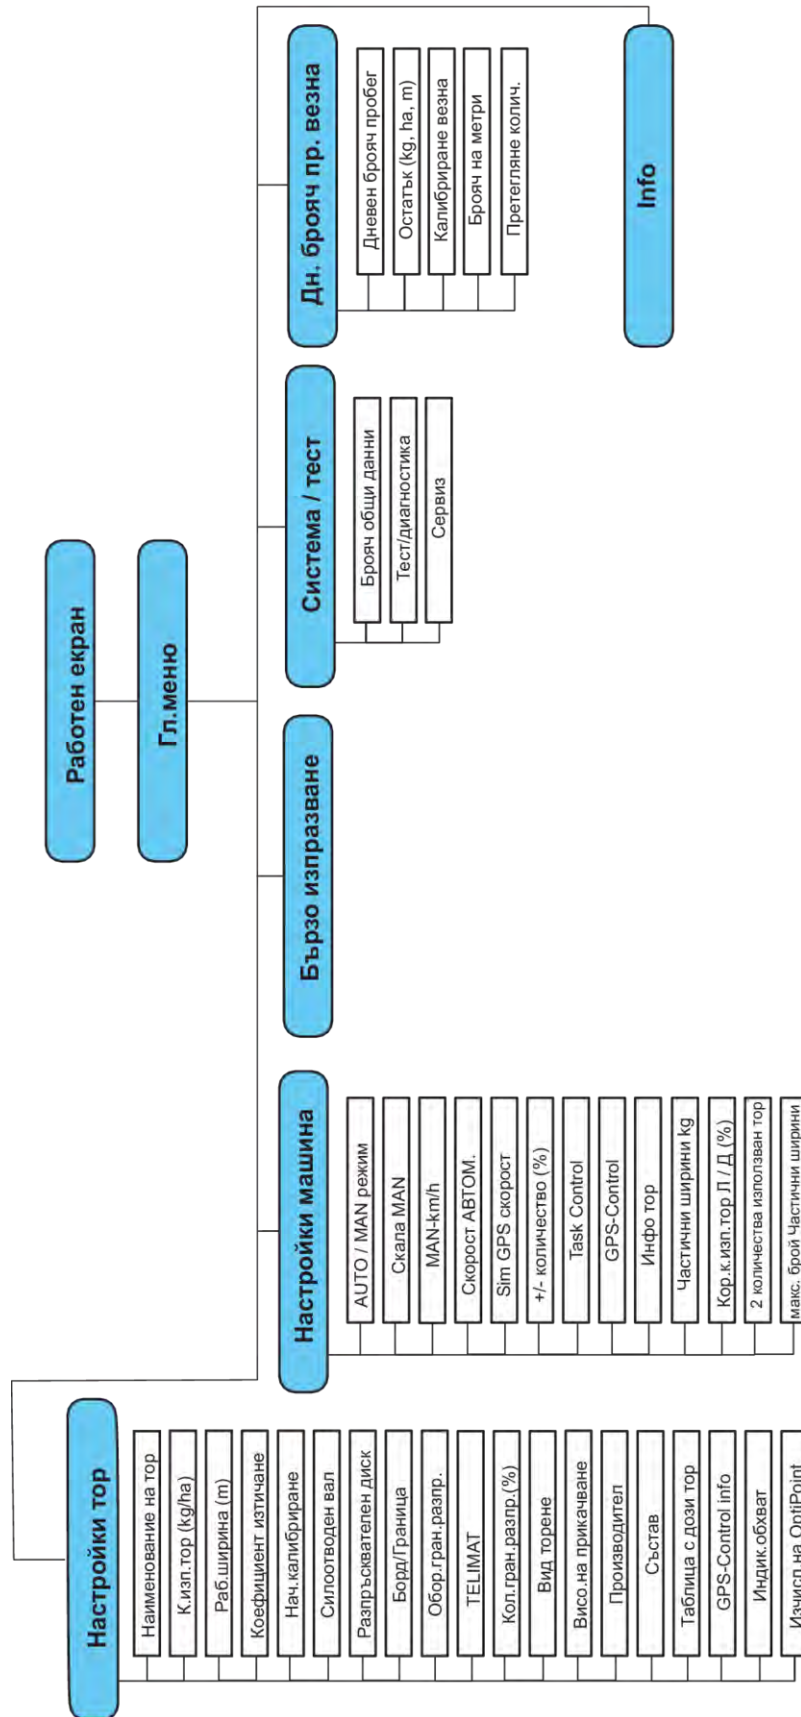 Работен екран
Гл.меню
Настройки тор
Наименование на тор
К.изп.тор (kg/ha)
Раб.ширина (m)
Коефициент изтичане
Нач.калибриране
Силоотводен вал
Разпръсквателен диск
Борд/Граница
Обор.гран.разпр.
TELIMAT
Кол.гран.разпр.(%)
Вид торене
Висо.на прикачване
Производител
Състав
Таблица с дози тор
GPS-Control info
Индик.обхват
Изчисл.на OptiPoint
Настройки машина
AUTO / MAN режим
Скала MAN
MAN-km/h
Скорост АВТОМ.
Sim GPS скорост
+/- количество (%)
Task Control
GPS-Control
Инфо тор
Частични ширини kg
Кор.к.изп.тор Л / Д (%)
2 количества използван тор
макс. брой Частични ширини
Бързо изпразване
Система / тест
Брояч общи данни
Тест/диагностика
Сервиз
Дн. брояч пр. везна
Дневен брояч пробег
Остатък (kg, ha, m)
Калибриране везна
Брояч на метри
Претегляне колич.
Info